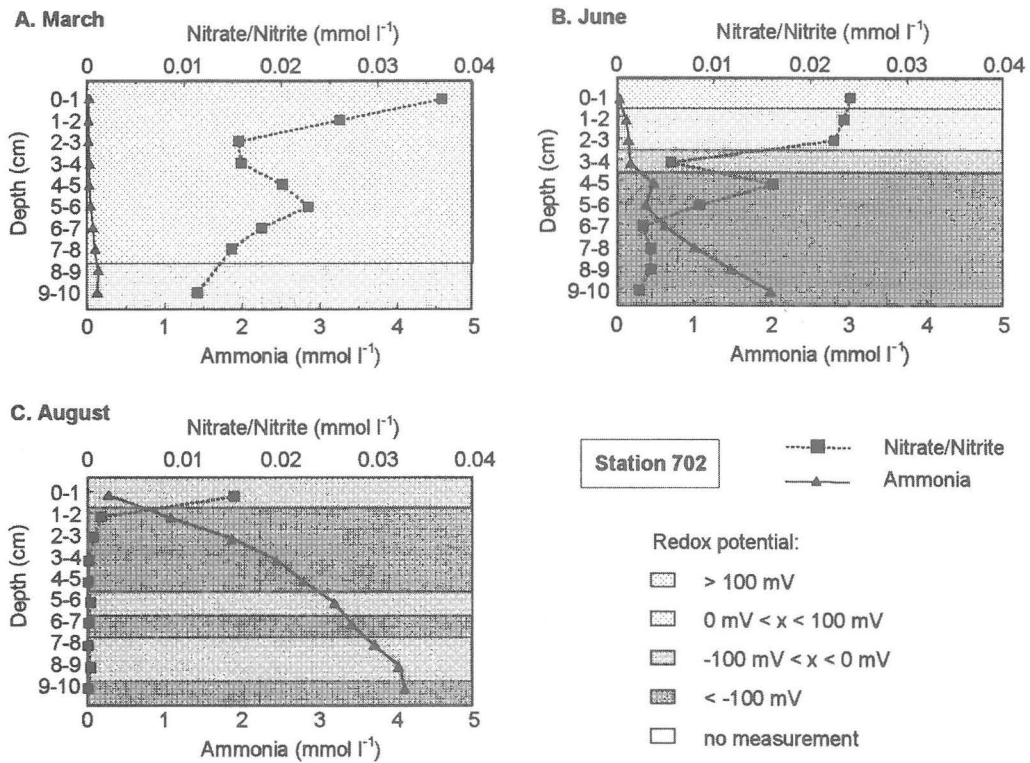 A. March
Nitrate/Nitrite (mmol l⁻¹)
0 0.01 0.02 0.03 0.04
Depth (cm)
0-1
1-2
2-3
3-4
4-5
5-6
6-7
7-8
8-9
9-10
0 1 2 3 4 5
Ammonia (mmol l⁻¹)
B. June
Nitrate/Nitrite (mmol l⁻¹)
0 0.01 0.02 0.03 0.04
Depth (cm)
0-1
1-2
2-3
3-4
4-5
5-6
6-7
7-8
8-9
9-10
0 1 2 3 4 5
Ammonia (mmol l⁻¹)
C. August
Nitrate/Nitrite (mmol l⁻¹)
0 0.01 0.02 0.03 0.04
Depth (cm)
0-1
1-2
2-3
3-4
4-5
5-6
6-7
7-8
8-9
9-10
0 1 2 3 4 5
Ammonia (mmol l⁻¹)
Station 702
Nitrate/Nitrite
Ammonia
Redox potential:
> 100 mV
0 mV < x < 100 mV
-100 mV < x < 0 mV
< -100 mV
no measurement